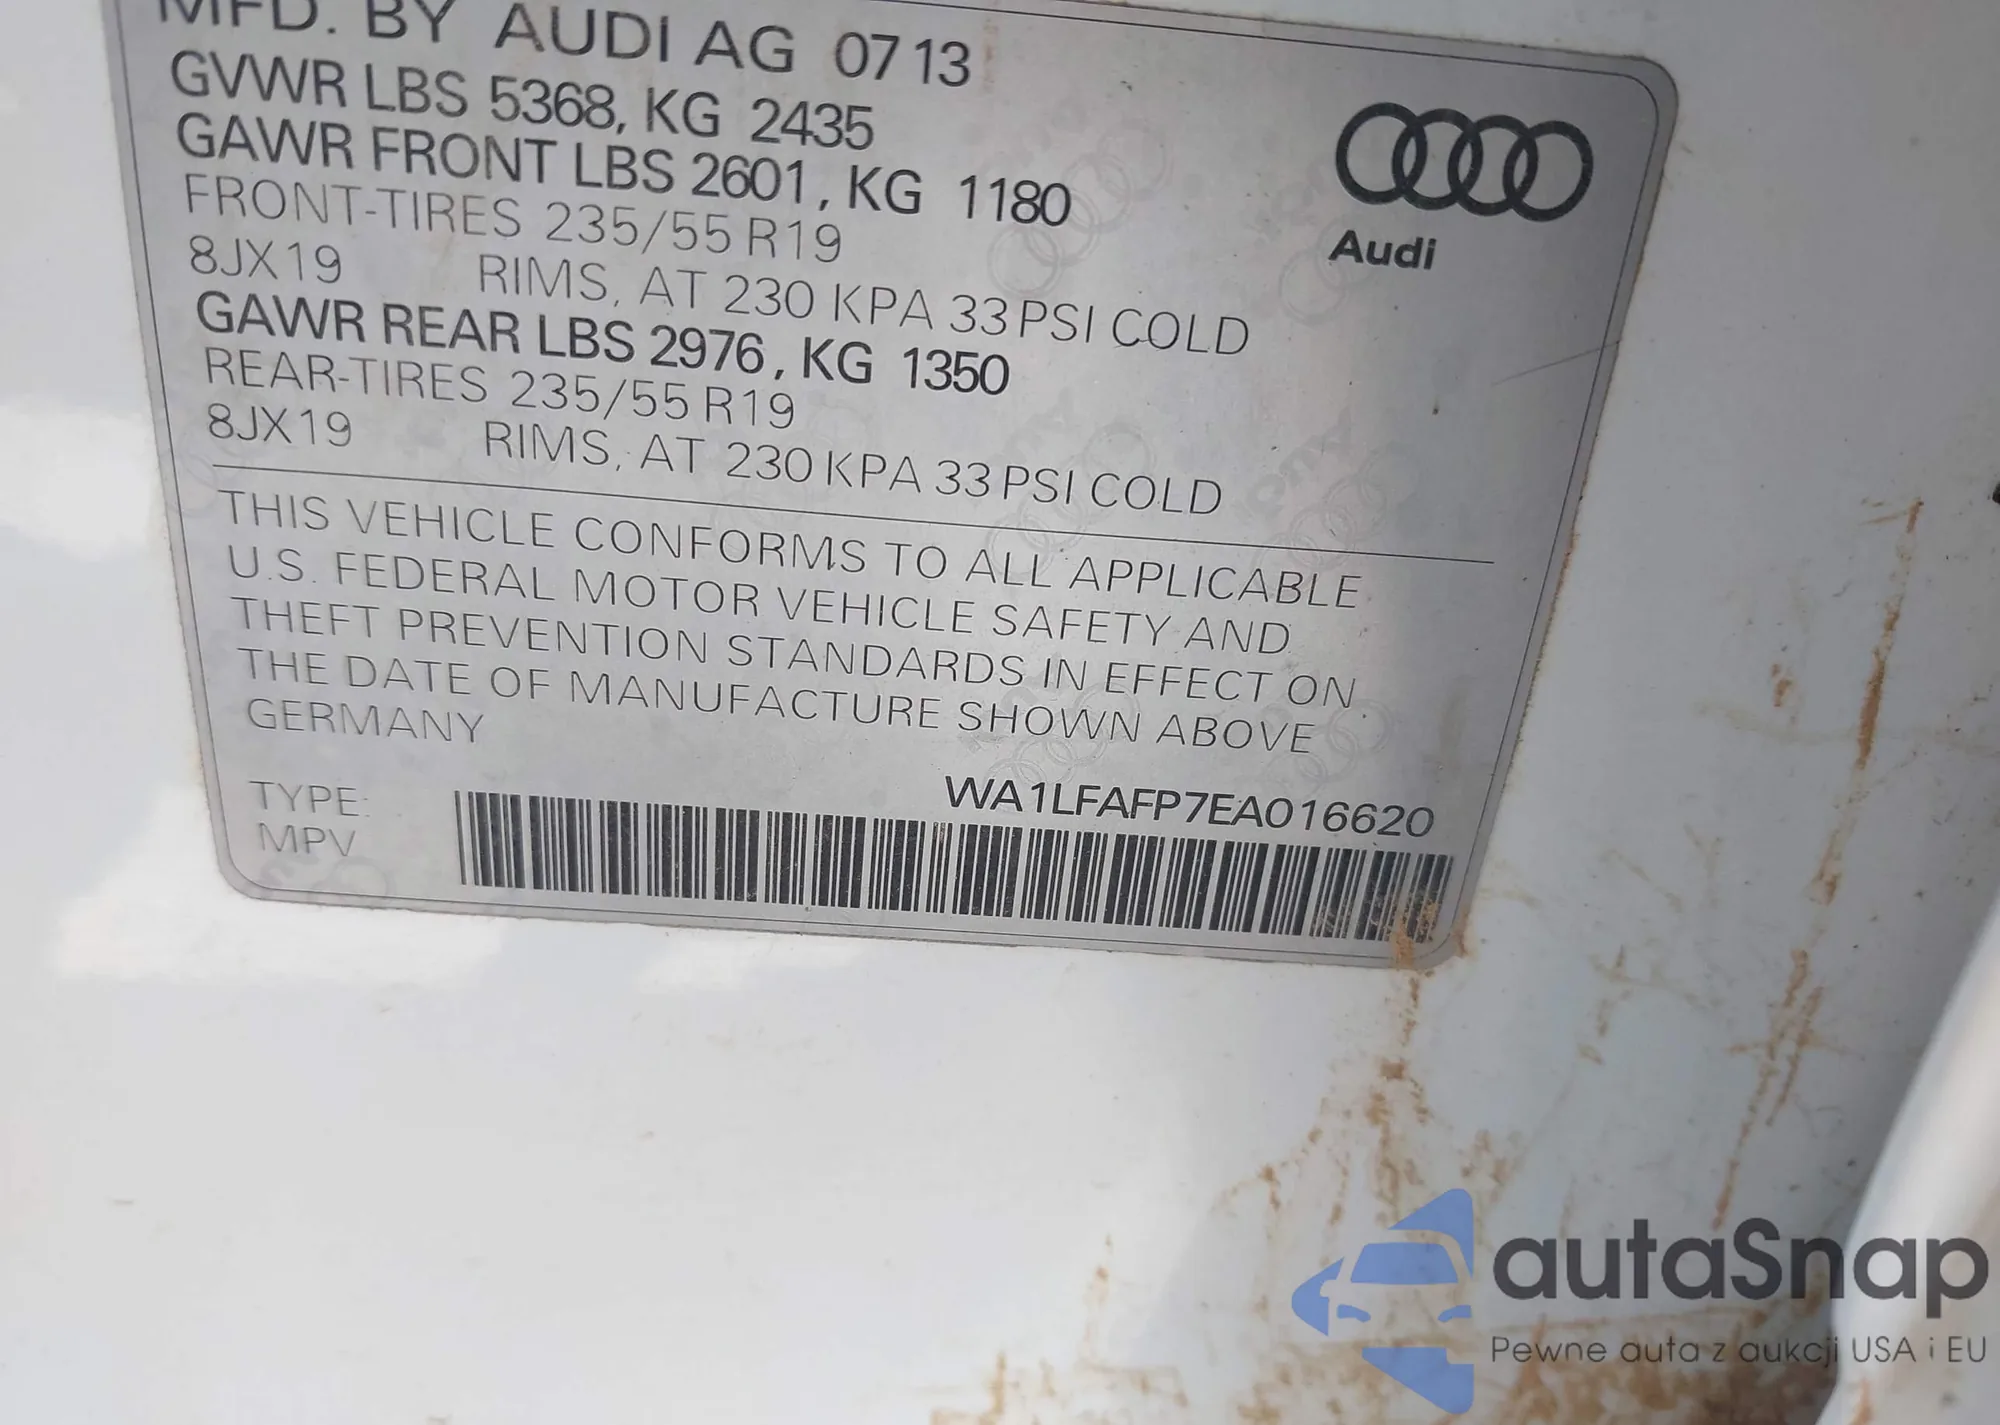 MFD. BY AUDI AG 07 13
GVWR LBS 5368, KG 2435
GAWR FRONT LBS 2601, KG 1180
FRONT-TIRES 235/55 R19
8JX19 RIMS, AT 230 KPA 33 PSI COLD
GAWR REAR LBS 2976, KG 1350
REAR-TIRES 235/55 R19
8JX19 RIMS, AT 230 KPA 33 PSI COLD
Audi
THIS VEHICLE CONFORMS TO ALL APPLICABLE
U.S. FEDERAL MOTOR VEHICLE SAFETY AND
THEFT PREVENTION STANDARDS IN EFFECT ON
THE DATE OF MANUFACTURE SHOWN ABOVE
GERMANY
TYPE:
MPV
WA1LFAFP7EA016620
autaSnap
Pewne auta z aukcji USA i EU